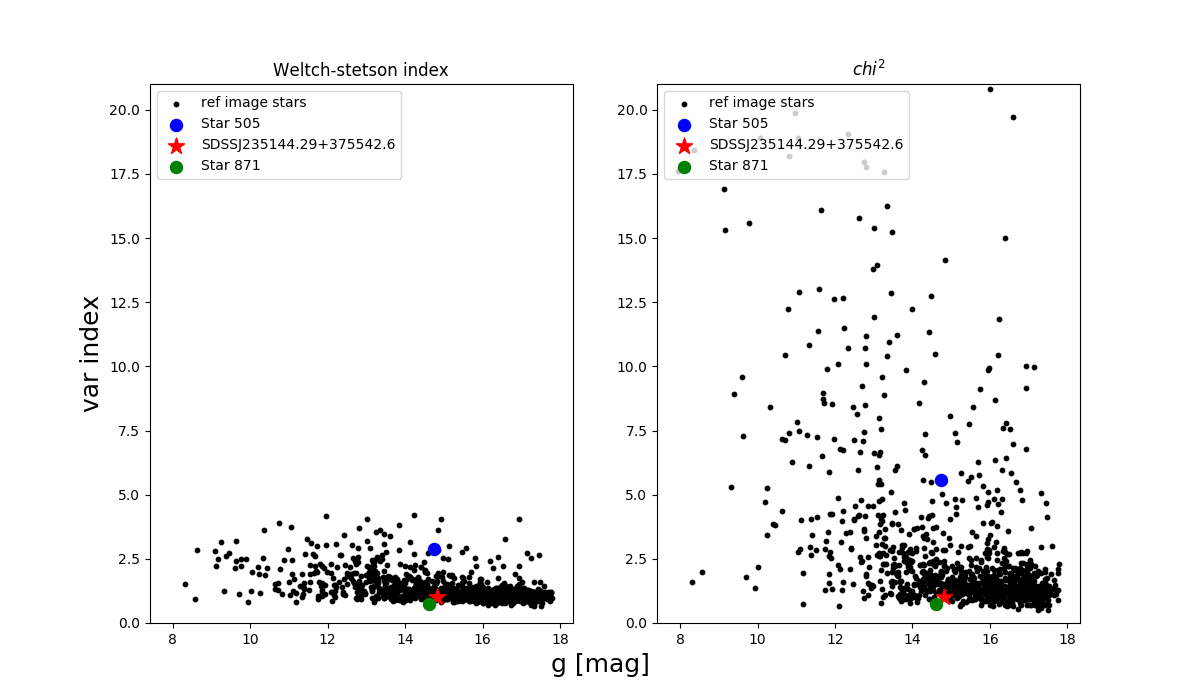 Weltch-stetson index
chi²
ref image stars
Star 505
SDSSJ235144.29+375542.6
Star 871
ref image stars
Star 505
SDSSJ235144.29+375542.6
Star 871
var index
20.0
17.5
15.0
12.5
10.0
7.5
5.0
2.5
0.0
20.0
17.5
15.0
12.5
10.0
7.5
5.0
2.5
0.0
8 10 12 14 16 18
8 10 12 14 16 18
g [mag]